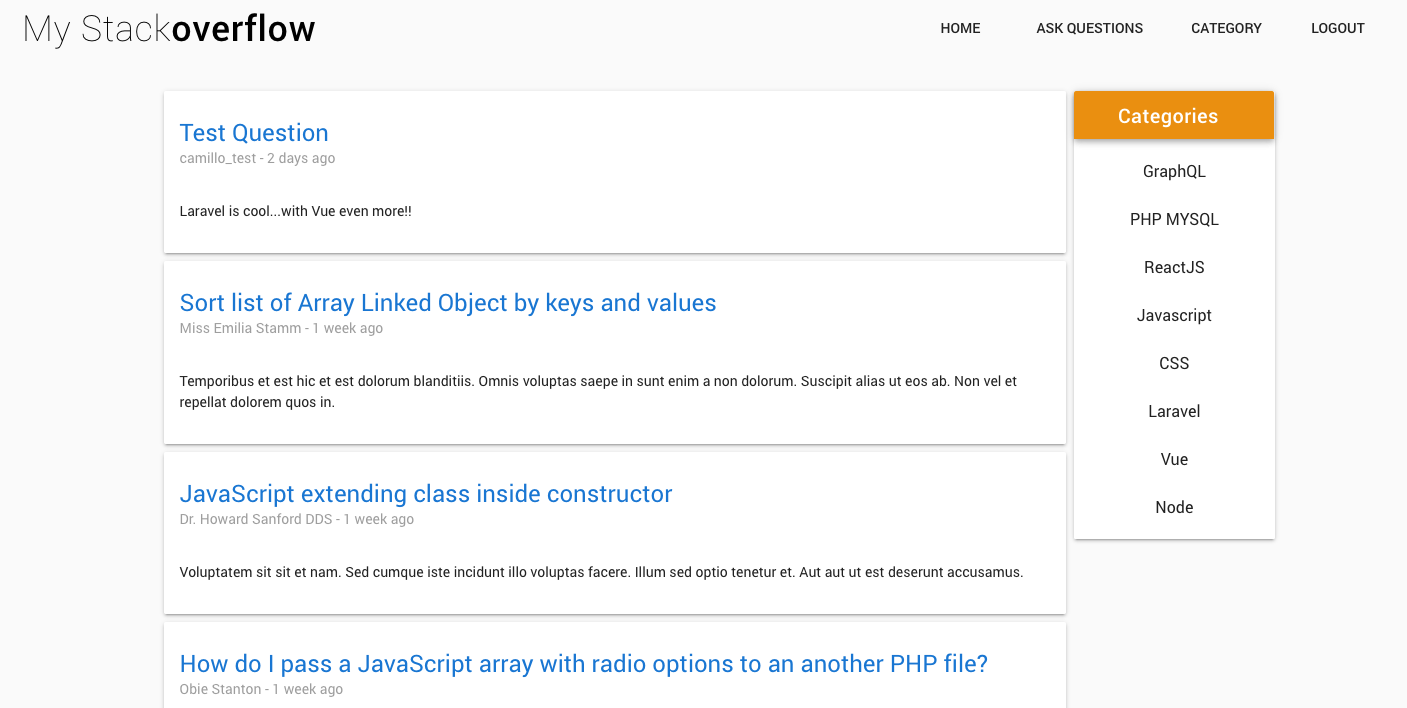 My Stackoverflow
HOME
ASK QUESTIONS
CATEGORY
LOGOUT
Test Question
camillo_test - 2 days ago
Laravel is cool...with Vue even more!!
Sort list of Array Linked Object by keys and values
Miss Emilia Stamm - 1 week ago
Temporibus et est hic et est dolorum blanditiis. Omnis voluptas saepe in sunt enim a non dolorum. Suscipit alias ut eos ab. Non vel et
repellat dolorem quos in.
JavaScript extending class inside constructor
Dr. Howard Sanford DDS - 1 week ago
Voluptatem sit sit et nam. Sed cumque iste incidunt illo voluptas facere. Illum sed optio tenetur et. Aut aut ut est deserunt accusamus.
How do I pass a JavaScript array with radio options to an another PHP file?
Obie Stanton - 1 week ago
Categories
GraphQL
PHP MYSQL
ReactJS
Javascript
CSS
Laravel
Vue
Node